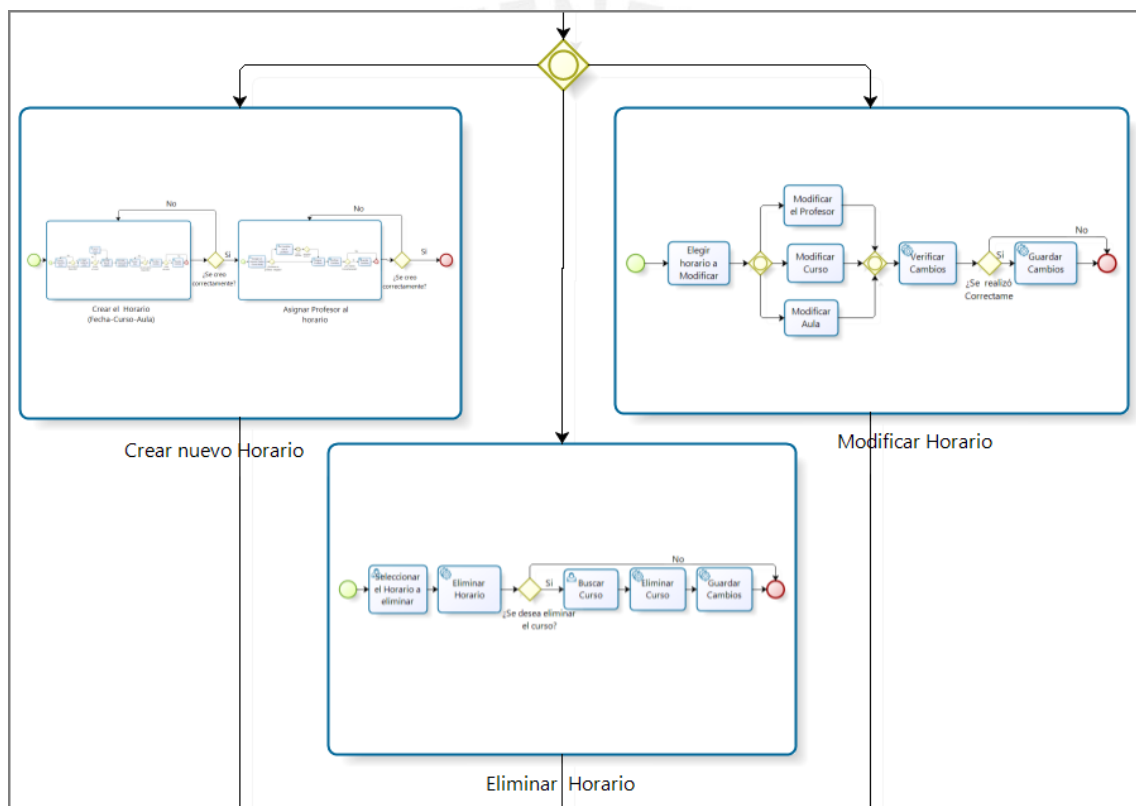 No
Si
¿Se creo
correctamente?
Crear el Horario
(Fecha-Curso-Aula)
No
Si
¿Se creo
correctamente?
Asignar Profesor al
horario
Crear nuevo Horario
Elegir
horario a
Modificar
Modificar
el Profesor
Modificar
Curso
Modificar
Aula
Verificar
Cambios
Si
No
¿Se realizó
Correctame
Guardar
Cambios
Modificar Horario
Seleccionar
el Horario a
eliminar
Eliminar
Horario
Si
No
¿Se desea eliminar
el curso?
Buscar
Curso
Eliminar
Curso
Guardar
Cambios
Eliminar Horario